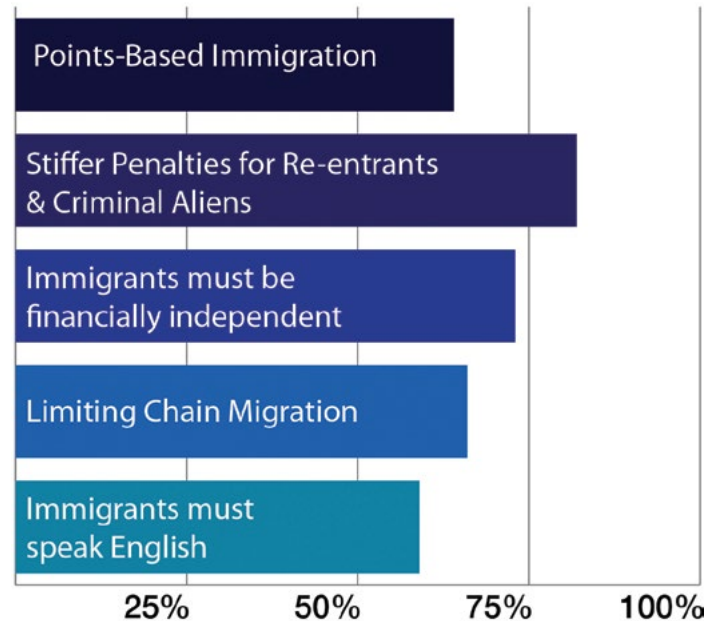 Points-Based Immigration
Stiffer Penalties for Re-entrants
& Criminal Aliens
Immigrants must be
financially independent
Limiting Chain Migration
Immigrants must
speak English
25% 50% 75% 100%